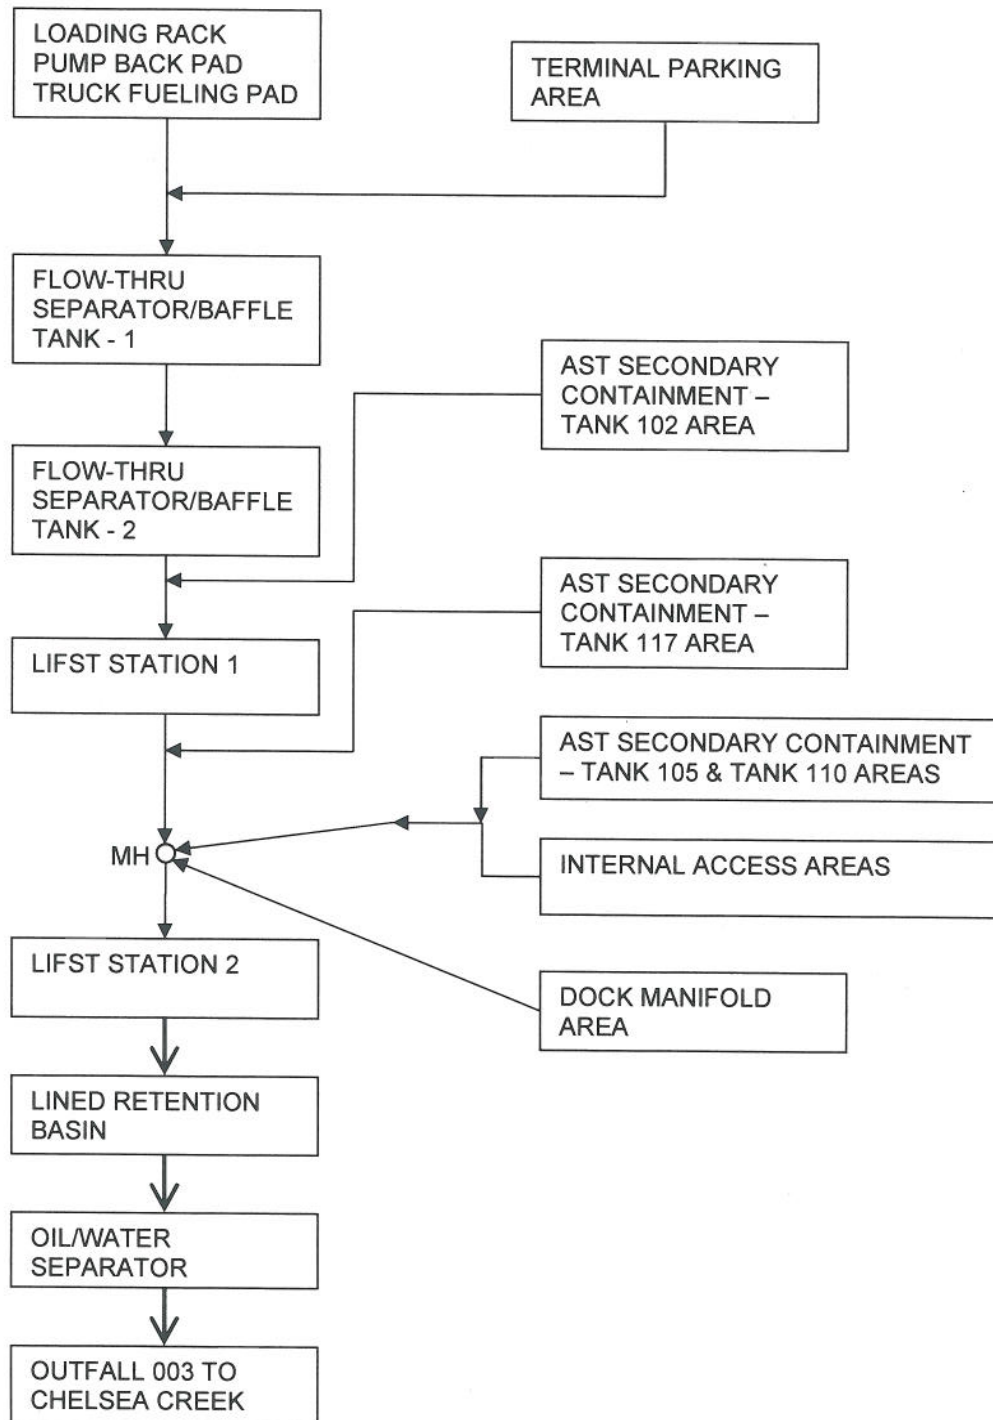 LOADING RACK
PUMP BACK PAD
TRUCK FUELING PAD
TERMINAL PARKING
AREA
FLOW-THRU
SEPARATOR/BAFFLE
TANK - 1
AST SECONDARY
CONTAINMENT –
TANK 102 AREA
FLOW-THRU
SEPARATOR/BAFFLE
TANK - 2
AST SECONDARY
CONTAINMENT –
TANK 117 AREA
LIFST STATION 1
AST SECONDARY CONTAINMENT
– TANK 105 & TANK 110 AREAS
MH
INTERNAL ACCESS AREAS
LIFST STATION 2
DOCK MANIFOLD
AREA
LINED RETENTION
BASIN
OIL/WATER
SEPARATOR
OUTFALL 003 TO
CHELSEA CREEK